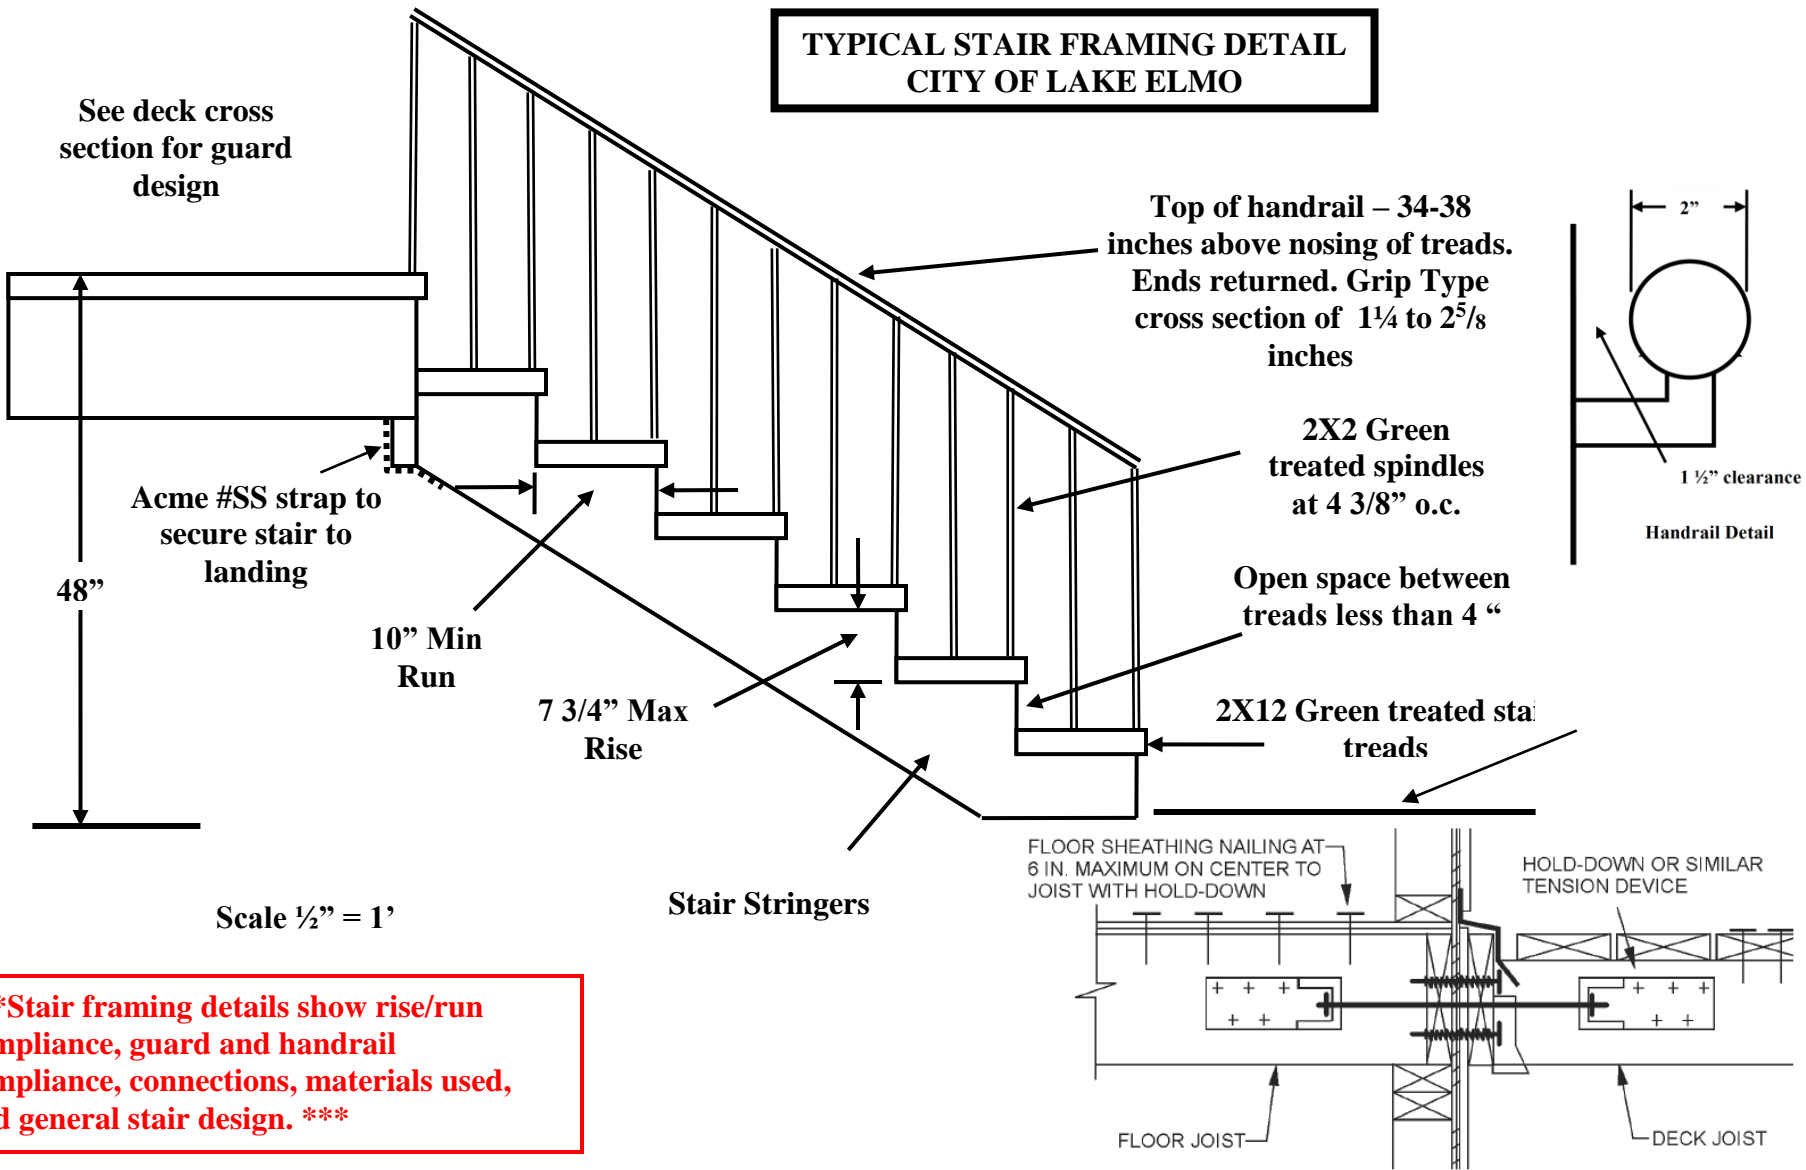 TYPICAL STAIR FRAMING DETAIL
CITY OF LAKE ELMO
See deck cross
section for guard
design
Top of handrail – 34-38
inches above nosing of treads.
Ends returned. Grip Type
cross section of 1¼ to 2⁵/₈
inches
2”
1 ½” clearance
Handrail Detail
2X2 Green
treated spindles
at 4 3/8” o.c.
Acme #SS strap to
secure stair to
landing
48”
Open space between
treads less than 4 “
10” Min
Run
7 3/4” Max
Rise
2X12 Green treated
treads
Stair Stringers
Scale ½” = 1’
FLOOR SHEATHING NAILING AT
6 IN. MAXIMUM ON CENTER TO
JOIST WITH HOLD-DOWN
HOLD-DOWN OR SIMILAR
TENSION DEVICE
FLOOR JOIST
DECK JOIST
*Stair framing details show rise/run
mpliance, guard and handrail
mpliance, connections, materials used,
d general stair design. ***